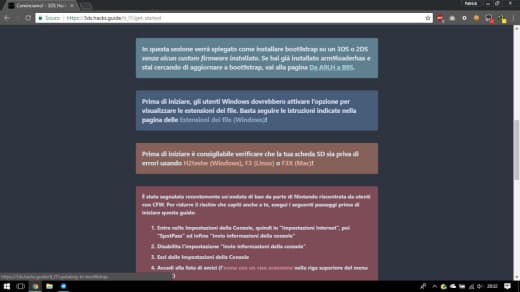 Cominciamo! - 3DS Ha
Patrick
Sicuro
https://3ds.hacks.guide/it_IT/get-started
In questa sezione verrà spiegato come installare boot9strap su un 3DS o 2DS
senza alcun custom firmware installato. Se hai già installato arm9loaderhax e
stai cercando di aggiornare a boot9strap, vai alla pagina Da A9LH a B9S.
Prima di iniziare, gli utenti Windows dovrebbero attivare l'opzione per
visualizzare le estensioni dei file. Basta seguire le istruzioni indicate nella
pagina delle Estensioni dei file (Windows)!
Prima di iniziare è consigliabile verificare che la tua scheda SD sia priva di
errori usando H2testw (Windows), F3 (Linux) o F3X (Mac)!
È stata segnalata recentemente un'ondata di ban da parte di Nintendo riscontrata da utenti
con CFW. Per ridurre il rischio che capiti anche a te, esegui i seguenti passaggi prima di
iniziare questa guida:
1. Entra nelle Impostazioni della Console, quindi in "Impostazioni Internet", poi
"SpotPass" ed infine "Invio informazioni della console"
2. Disabilita l'impostazione "Invio informazioni della console"
3. Esci dalle Impostazioni della Console
4. Accedi alla lista di amici (l'icona con un viso arancione nella riga superiore del menu
https://3ds.hacks.guide/it_IT/updating-to-boot9strap
20:22